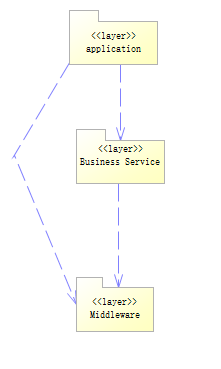 <<layer>>
application
<<layer>>
Business Service
<<layer>>
Middleware